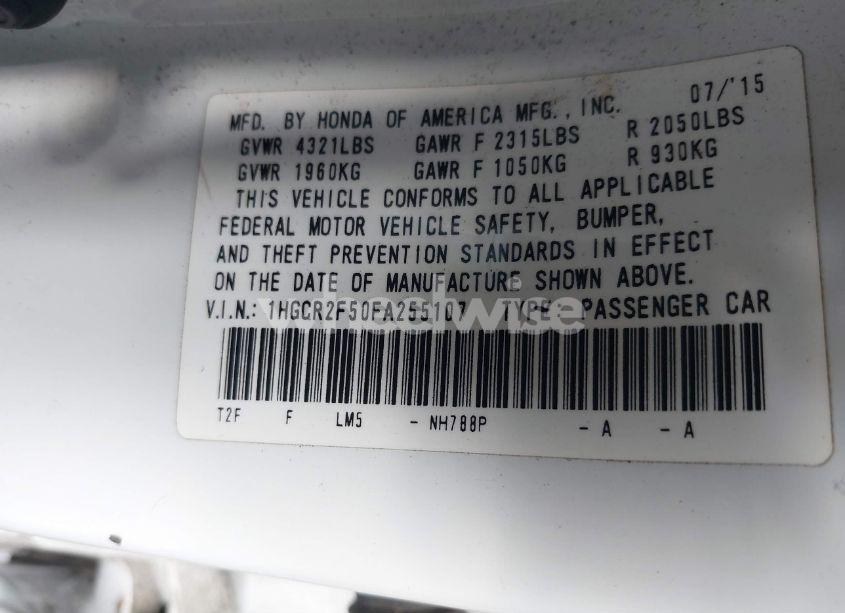 07/'15
MFD. BY HONDA OF AMERICA MFG., INC.
GVWR 4321LBS GAWR F 2315LBS R 2050LBS
GVWR 1960KG GAWR F 1050KG R 930KG
THIS VEHICLE CONFORMS TO ALL APPLICABLE
FEDERAL MOTOR VEHICLE SAFETY, BUMPER,
AND THEFT PREVENTION STANDARDS IN EFFECT
ON THE DATE OF MANUFACTURE SHOWN ABOVE.
V.I.N.: 1HGCR2F50FA255107 TYPE: PASSENGER CAR
wheelwise
T2F F LM5 - NH788P - A - A